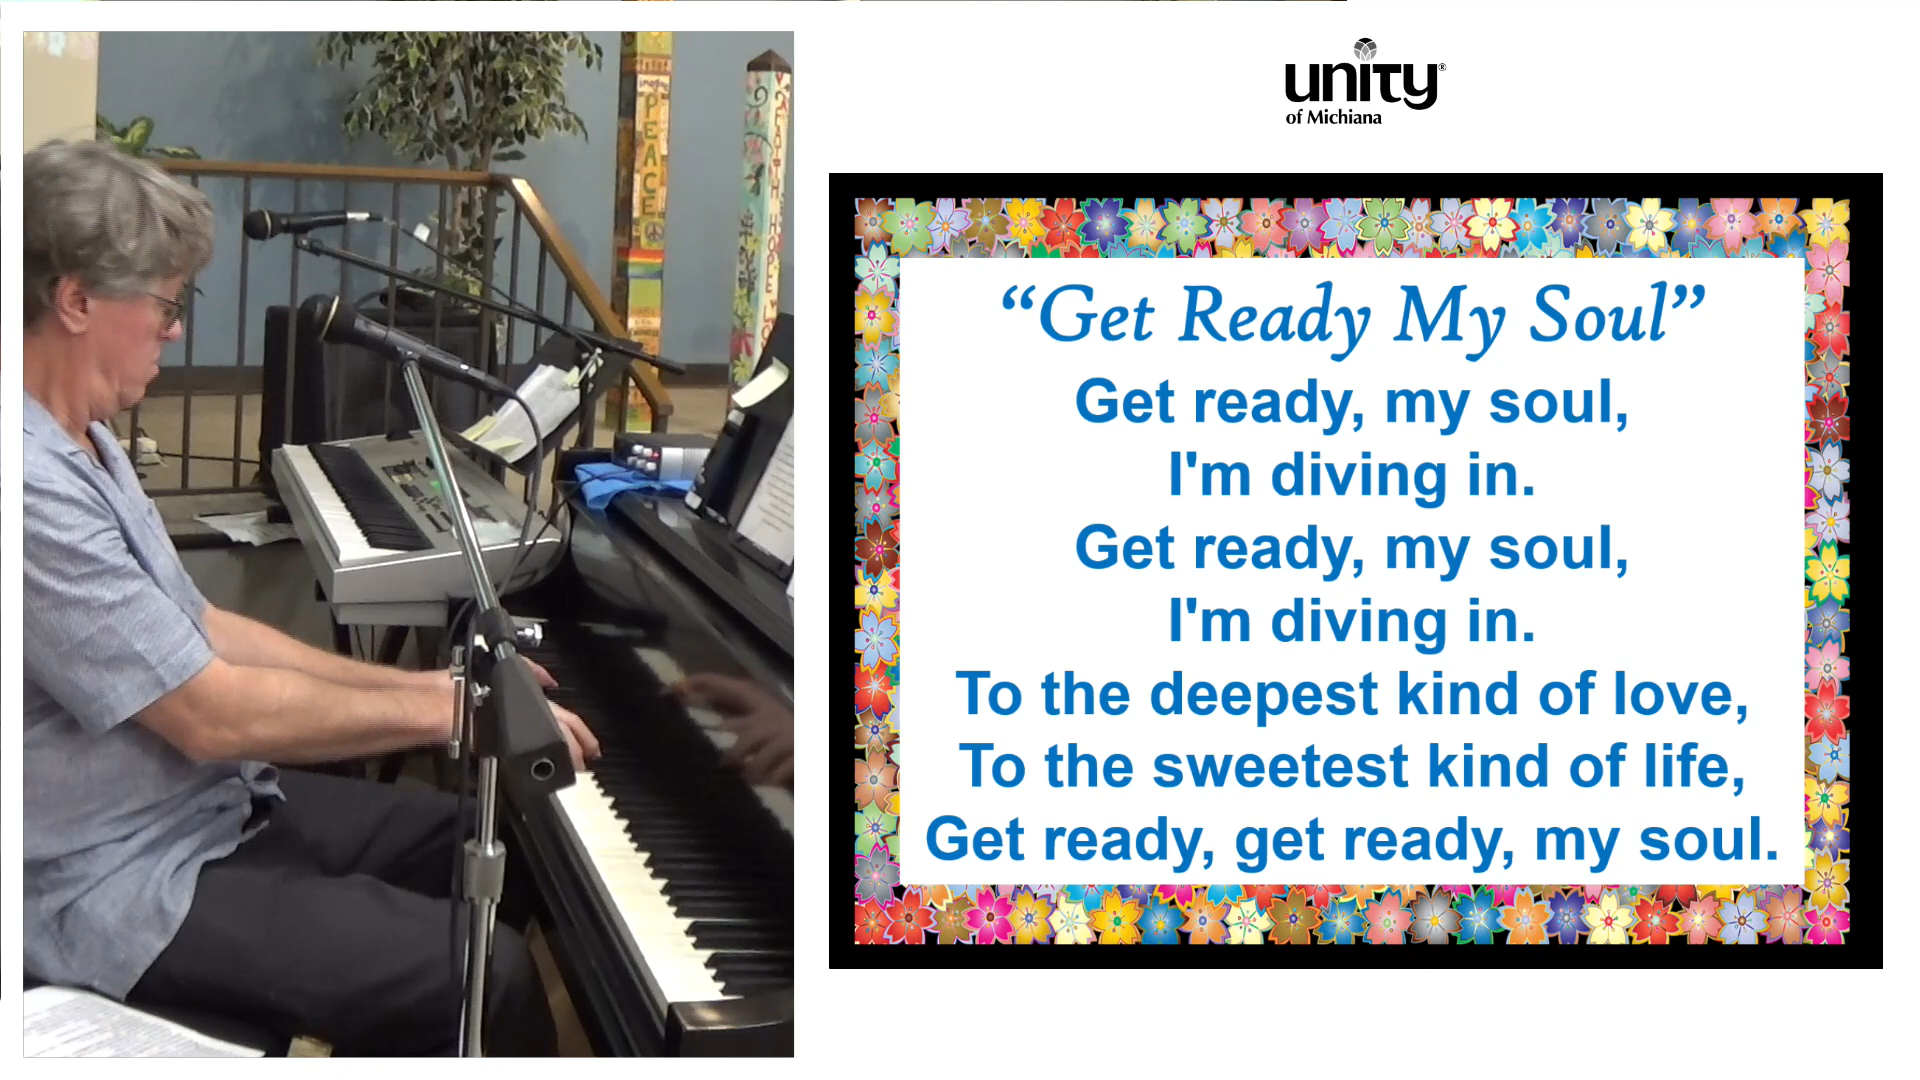 imagine
PEACE
HOPE
unity®
of Michiana
“Get Ready My Soul”
Get ready, my soul,
I'm diving in.
Get ready, my soul,
I'm diving in.
To the deepest kind of love,
To the sweetest kind of life,
Get ready, get ready, my soul.